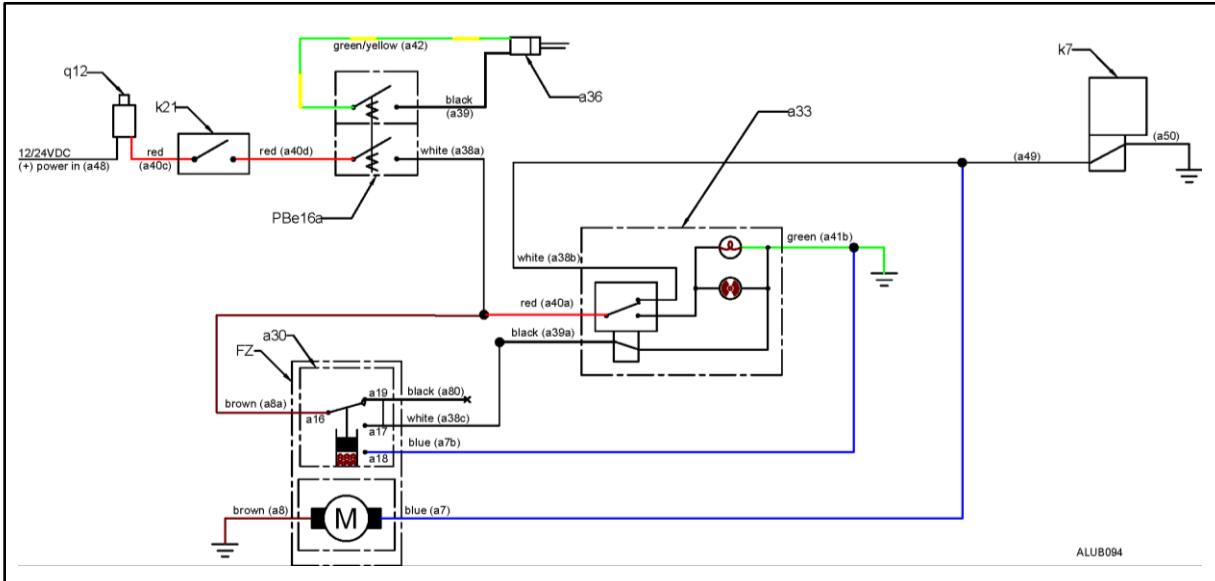 green/yellow (a42)
k7
q12
k21
black
(a39)
a36
a33
(a50)
12/24VDC
(+) power in (a48)
red
(a40c)
red (a40d)
white (a38a)
(a49)
PBe16a
green (a41b)
white (a38b)
red (a40a)
black (a39a)
a30
FZ
brown (a8a)
a16
a19
black (a80)
white (a38c)
a17
blue (a7b)
a18
brown (a8)
M
blue (a7)
ALUB094